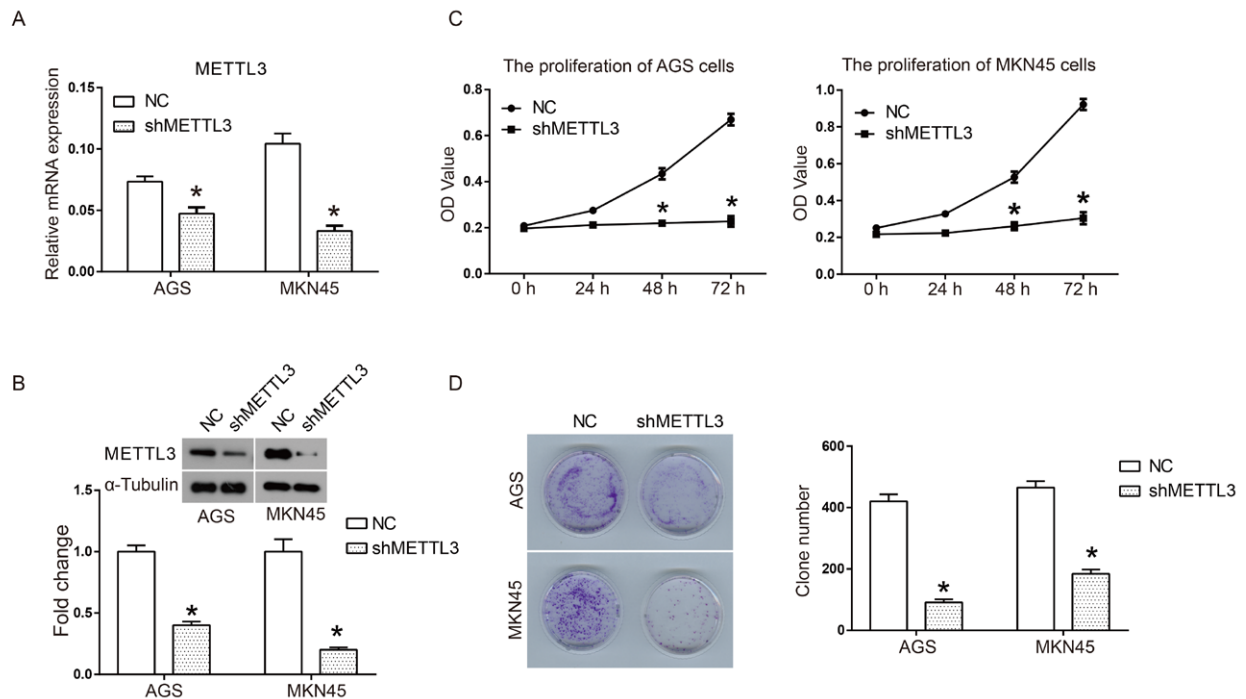 A
METTL3
NC
shMETTL3
Relative mRNA expression
0.15
0.10
0.05
0.00
*
*
AGS
MKN45
C
The proliferation of AGS cells
NC
shMETTL3
OD Value
0.8
0.6
0.4
0.2
0.0
*
*
0 h
24 h
48 h
72 h
The proliferation of MKN45 cells
NC
shMETTL3
OD Value
1.0
0.8
0.6
0.4
0.2
0.0
*
*
0 h
24 h
48 h
72 h
B
NC
shMETTL3
NC
shMETTL3
METTL3
α-Tubulin
AGS
MKN45
NC
shMETTL3
Fold change
1.5
1.0
0.5
0.0
*
*
AGS
MKN45
D
NC
shMETTL3
AGS
MKN45
NC
shMETTL3
Clone number
600
400
200
0
*
*
AGS
MKN45